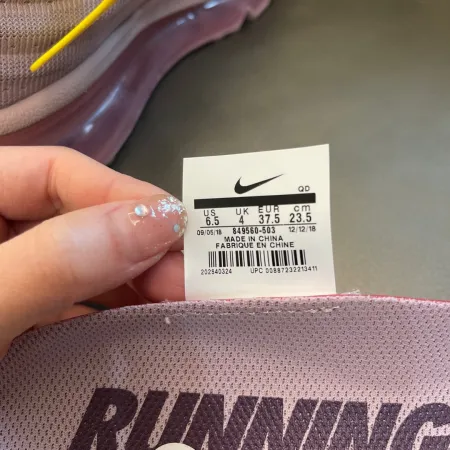 QD
US UK EUR cm
6.5 4 37.5 23.5
09/05/18 849560-503 12/12/18
MADE IN CHINA
FABRIQUE EN CHINE
202840324 UPC 00887232213411
RUNNING